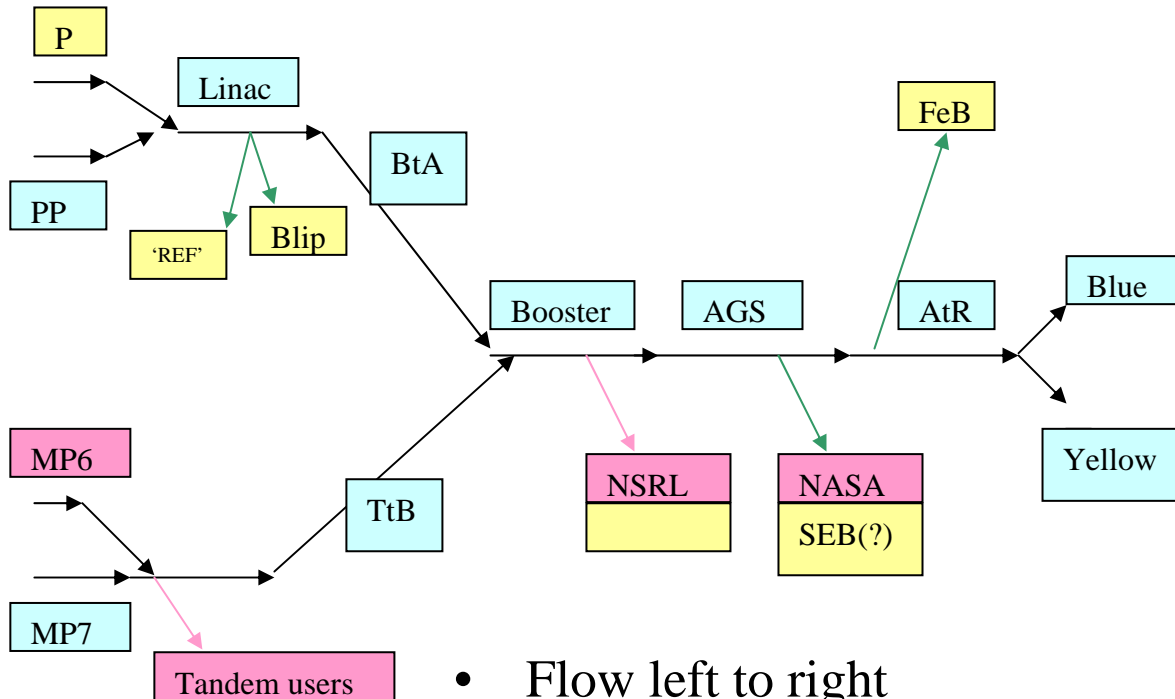 P
Linac
FeB
BtA
PP
'REF'
Blip
Booster
AGS
AtR
Blue
MP6
NSRL
NASA
Yellow
TtB
SEB(?)
MP7
Tandem users
• Flow left to right